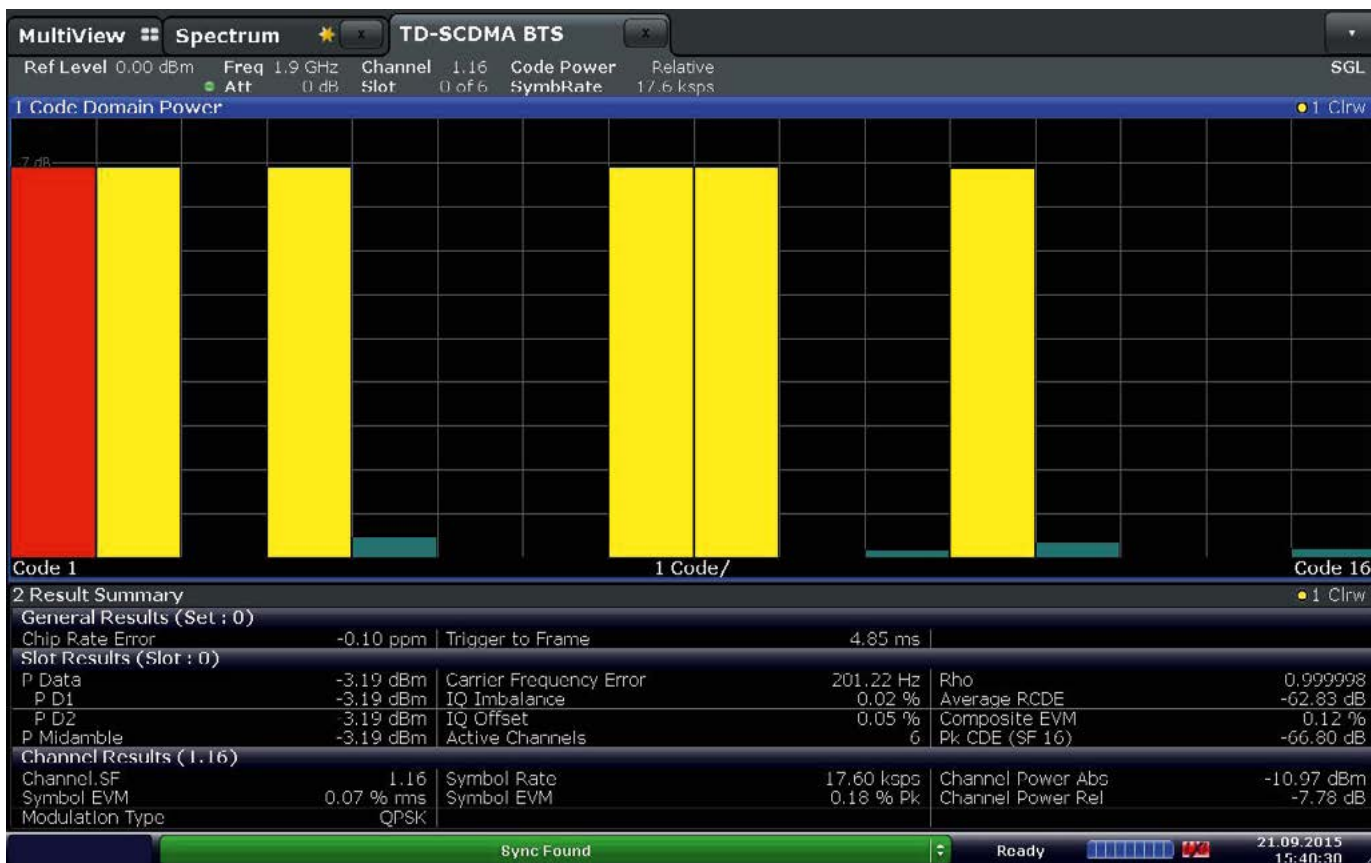 MultiView Spectrum x TD-SCDMA BTS x
Ref Level 0.00 dBm Freq 1.9 GHz Channel 1.16 Code Power Relative SGL
Att 0 dB Slot 0 of 6 SymbRate 17.6 ksps
1 Code Domain Power 1 Clrw
-7 dB
Code 1 1 Code/ Code 16
2 Result Summary 1 Clrw
General Results (Set : 0)
Chip Rate Error -0.10 ppm Trigger to Frame 4.85 ms
Slot Results (Slot : 0)
P Data -3.19 dBm Carrier Frequency Error 201.22 Hz Rho 0.999998
P D1 -3.19 dBm IQ Imbalance 0.02 % Average RCDE -62.83 dB
P D2 -3.19 dBm IQ Offset 0.05 % Composite EVM 0.12 %
P Midamble -3.19 dBm Active Channels 6 Pk CDE (SF 16) -66.80 dB
Channel Results (1.16)
Channel.SF 1.16 Symbol Rate 17.60 ksps Channel Power Abs -10.97 dBm
Symbol EVM 0.07 % rms Symbol EVM 0.18 % Pk Channel Power Rel -7.78 dB
Modulation Type QPSK
Sync Found Ready 21.09.2015
15:40:30